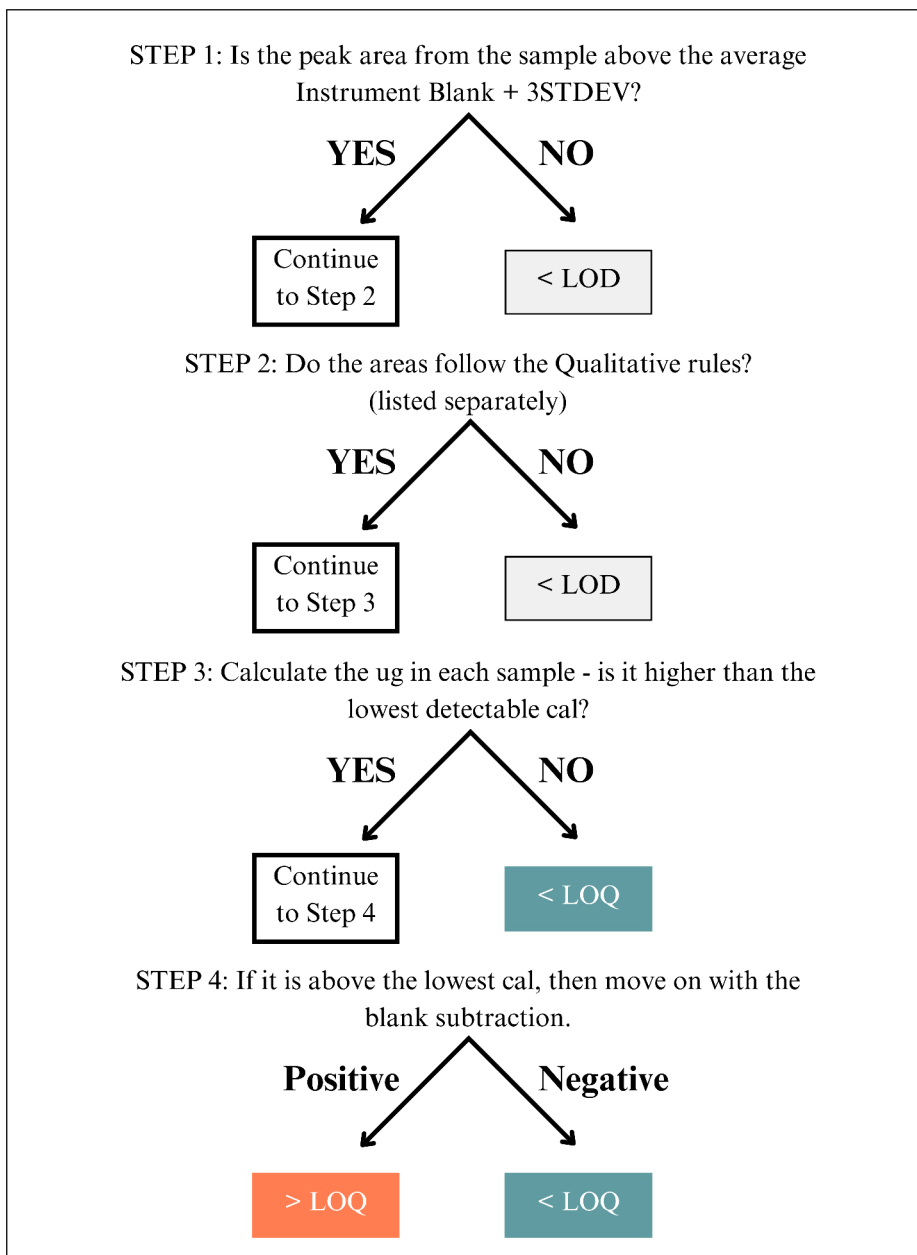 STEP 1: Is the peak area from the sample above the average
Instrument Blank + 3STDEV?
YES
NO
Continue
to Step 2
< LOD
STEP 2: Do the areas follow the Qualitative rules?
(listed separately)
YES
NO
Continue
to Step 3
< LOD
STEP 3: Calculate the ug in each sample - is it higher than the
lowest detectable cal?
YES
NO
Continue
to Step 4
< LOQ
STEP 4: If it is above the lowest cal, then move on with the
blank subtraction.
Positive
Negative
> LOQ
< LOQ